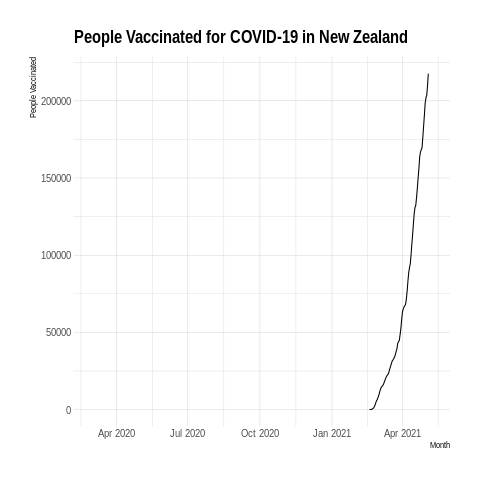 People Vaccinated for COVID-19 in New Zealand
People Vaccinated
200000
150000
100000
50000
0
Apr 2020 Jul 2020 Oct 2020 Jan 2021 Apr 2021
Month